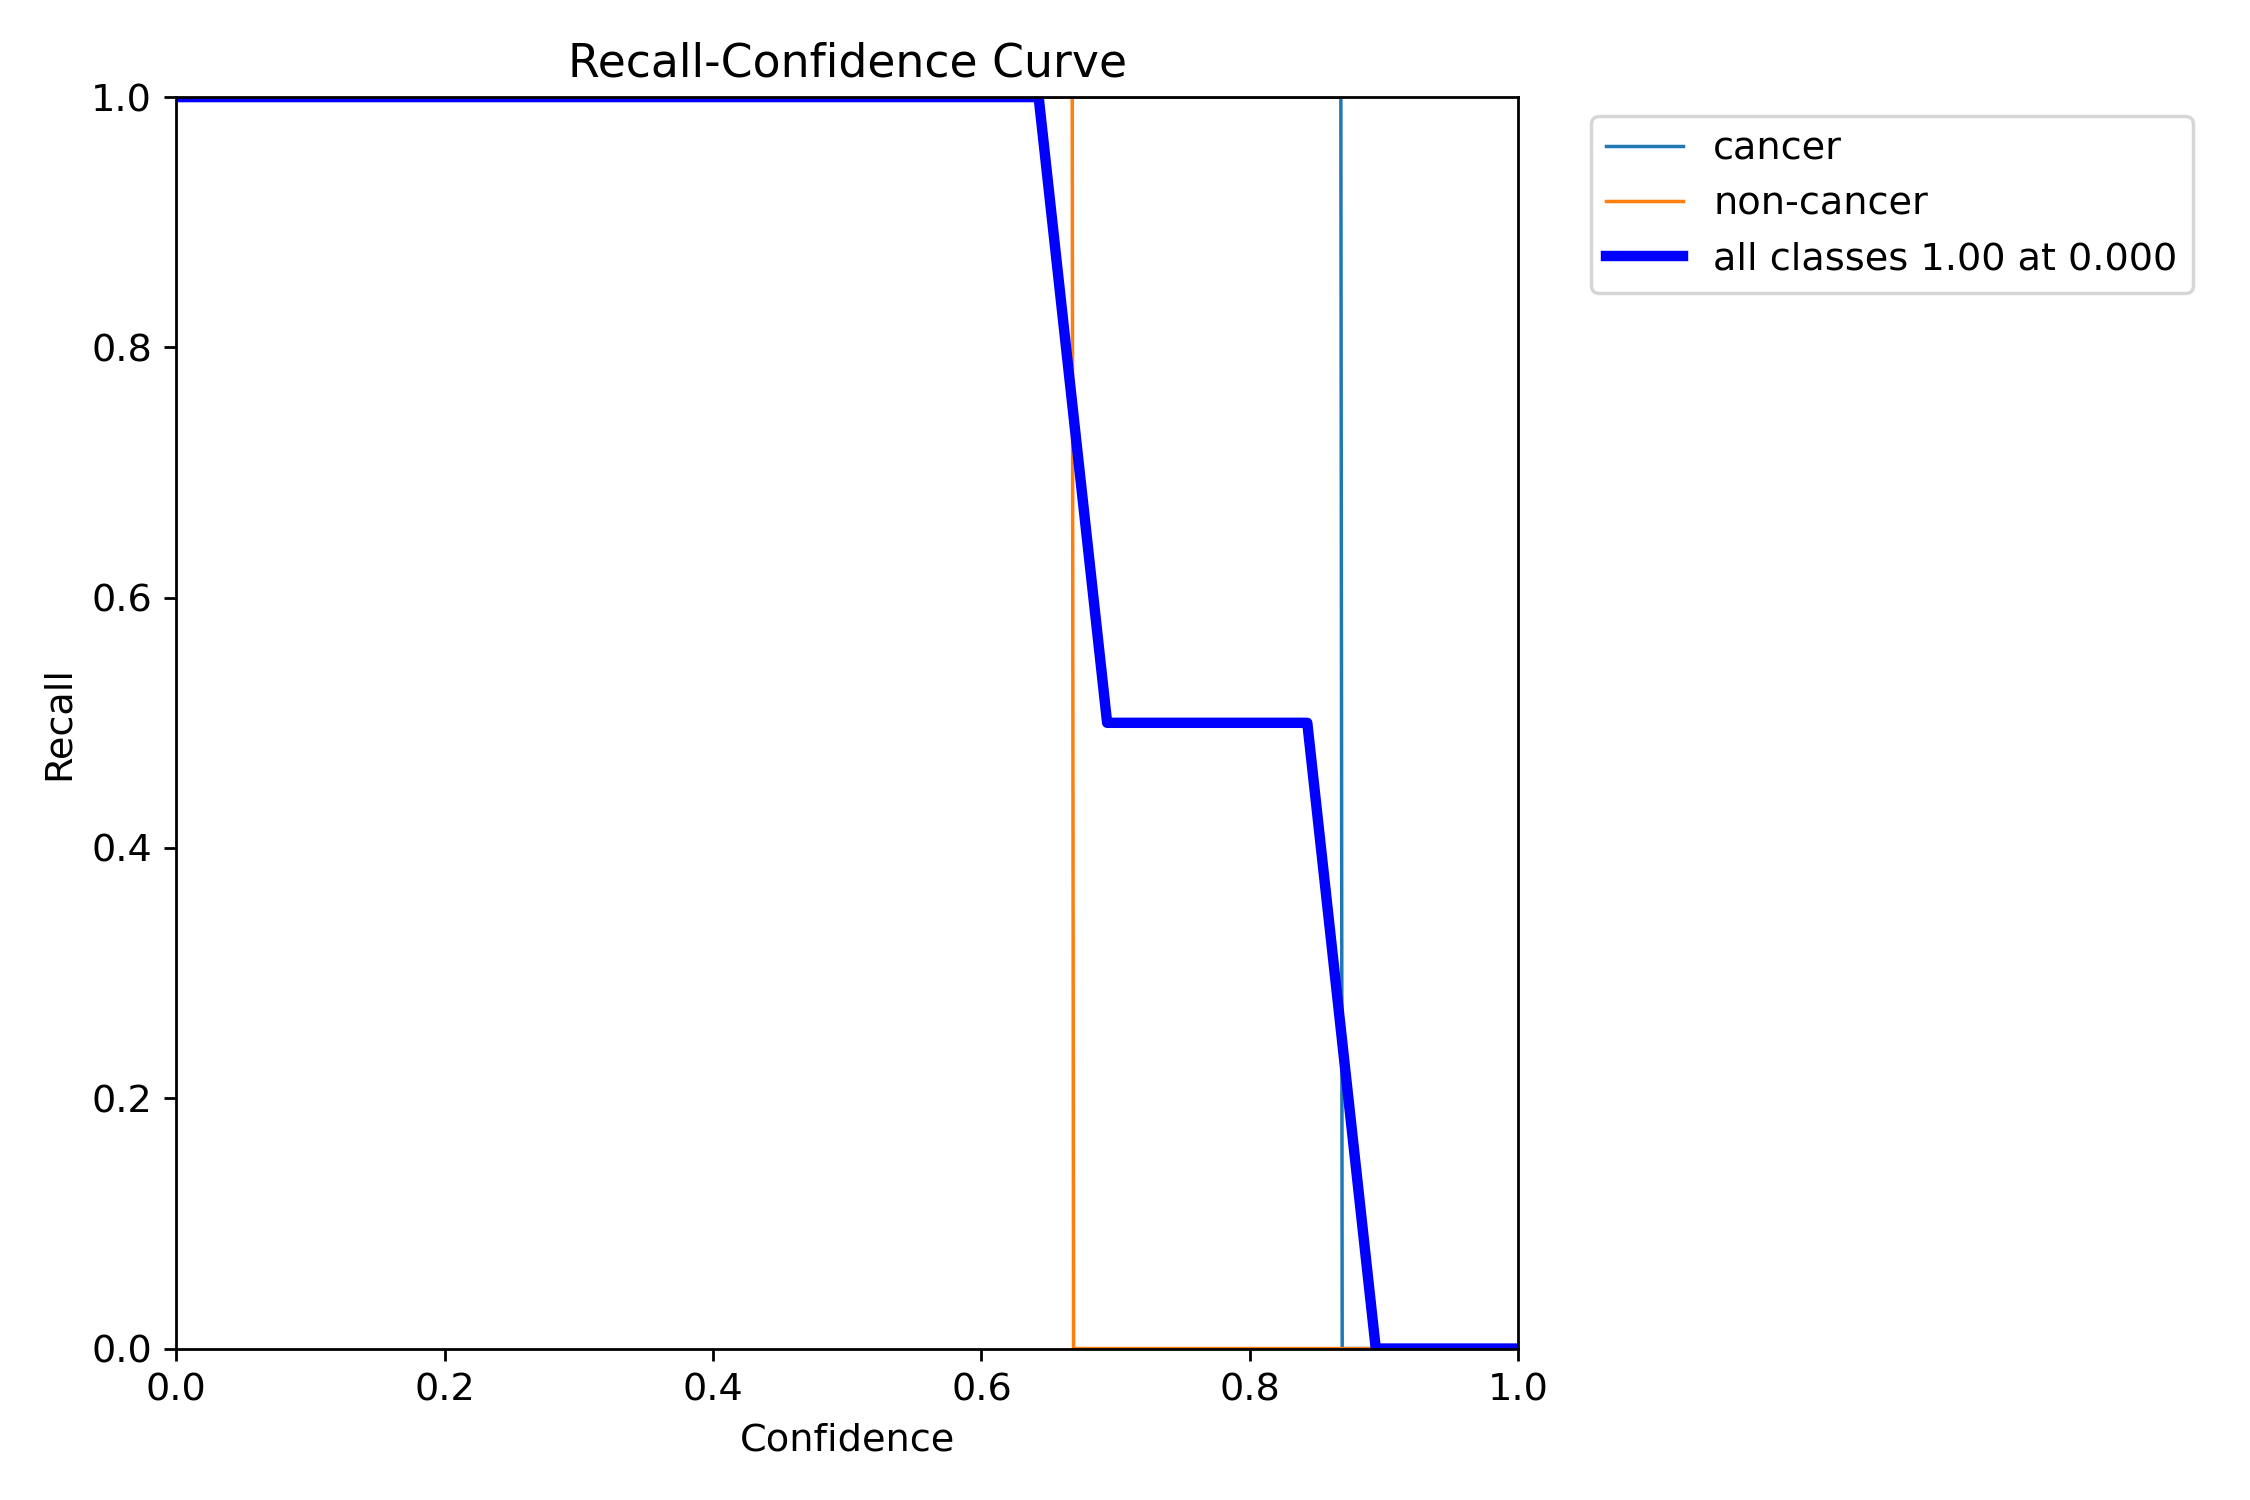 Recall-Confidence Curve
1.0
0.8
0.6
0.4
0.2
0.0
Recall
0.0 0.2 0.4 0.6 0.8 1.0
Confidence
cancer
non-cancer
all classes 1.00 at 0.000